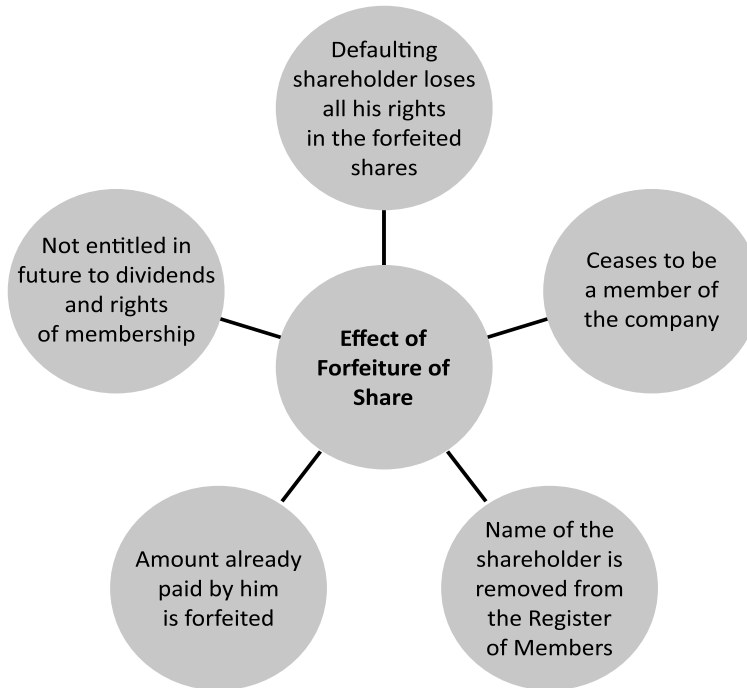 Defaulting
shareholder loses
all his rights
in the forfeited
shares
Not entitled in
future to dividends
and rights
of membership
Ceases to be
a member of
the company
Effect of
Forfeiture of
Share
Amount already
paid by him
is forfeited
Name of the
shareholder is
removed from
the Register
of Members